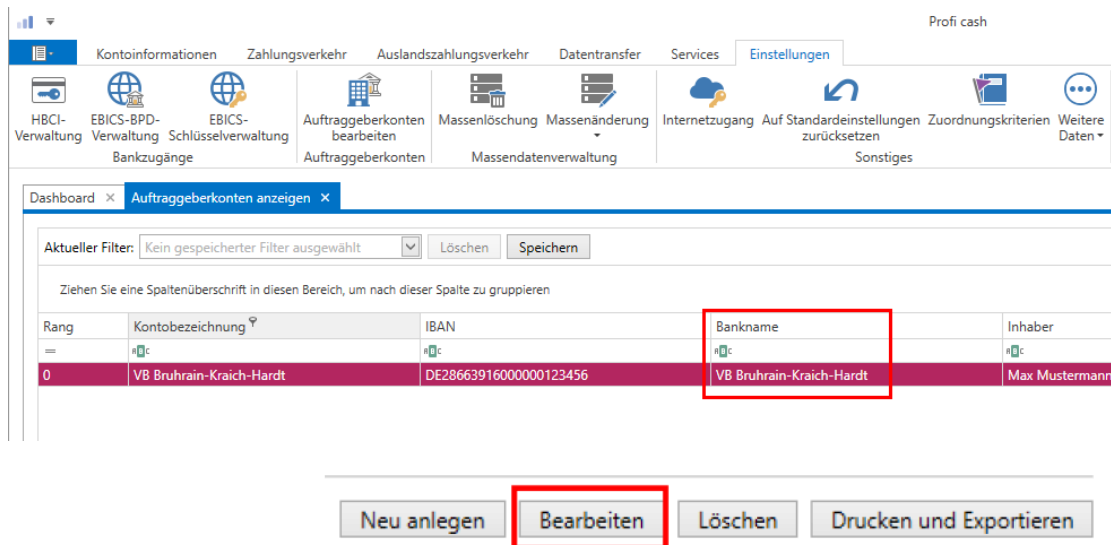 Profi cash
Kontoinformationen Zahlungsverkehr Auslandszahlungsverkehr Datentransfer Services Einstellungen
HBCI-Verwaltung EBICS-BPD-Verwaltung EBICS-Schlüsselverwaltung Auftraggeberkonten bearbeiten Massenlöschung Massenänderung Internetzugang Auf Standardeinstellungen zurücksetzen Zuordnungskriterien Weitere Daten
Bankzugänge Auftraggeberkonten Massendatenverwaltung Sonstiges
Dashboard × Auftraggeberkonten anzeigen ×
Aktueller Filter: Kein gespeicherter Filter ausgewählt Löschen Speichern
Ziehen Sie eine Spaltenüberschrift in diesen Bereich, um nach dieser Spalte zu gruppieren
Rang Kontobezeichnung IBAN Bankname Inhaber
= ABC ABC ABC ABC
0 VB Bruhrain-Kraich-Hardt DE28663916000000123456 VB Bruhrain-Kraich-Hardt Max Mustermann
Neu anlegen Bearbeiten Löschen Drucken und Exportieren